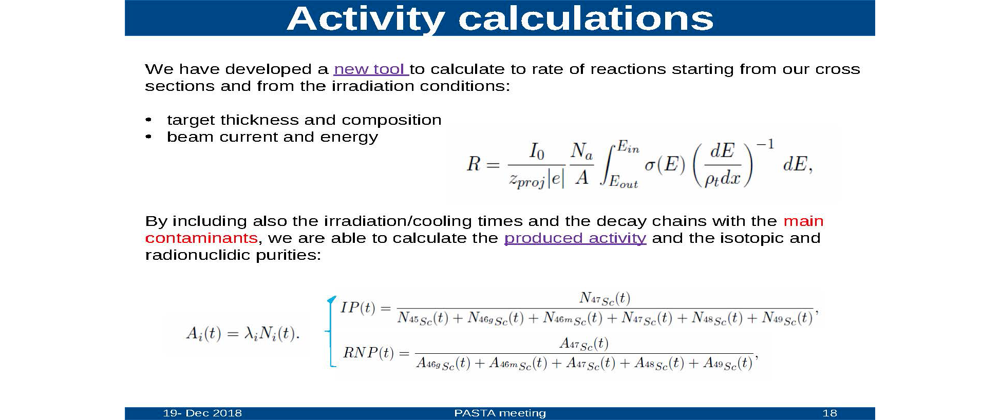 Activity calculations
We have developed a new tool to calculate to rate of reactions starting from our cross
sections and from the irradiation conditions:
• target thickness and composition
• beam current and energy
R = \frac{I_0}{z_{proj}|e|} \frac{N_a}{A} \int_{E_{out}}^{E_{in}} \sigma(E) \left( \frac{dE}{\rho_t dx} \right)^{-1} dE,
By including also the irradiation/cooling times and the decay chains with the main
contaminants, we are able to calculate the produced activity and the isotopic and
radionuclidic purities:
A_i(t) = \lambda_i N_i(t).
IP(t) = \frac{N_{^{47}Sc}(t)}{N_{^{45}Sc}(t) + N_{^{46g}Sc}(t) + N_{^{46m}Sc}(t) + N_{^{47}Sc}(t) + N_{^{48}Sc}(t) + N_{^{49}Sc}(t)},
RNP(t) = \frac{A_{^{47}Sc}(t)}{A_{^{46g}Sc}(t) + A_{^{46m}Sc}(t) + A_{^{47}Sc}(t) + A_{^{48}Sc}(t) + A_{^{49}Sc}(t)},
19- Dec 2018
PASTA meeting
18